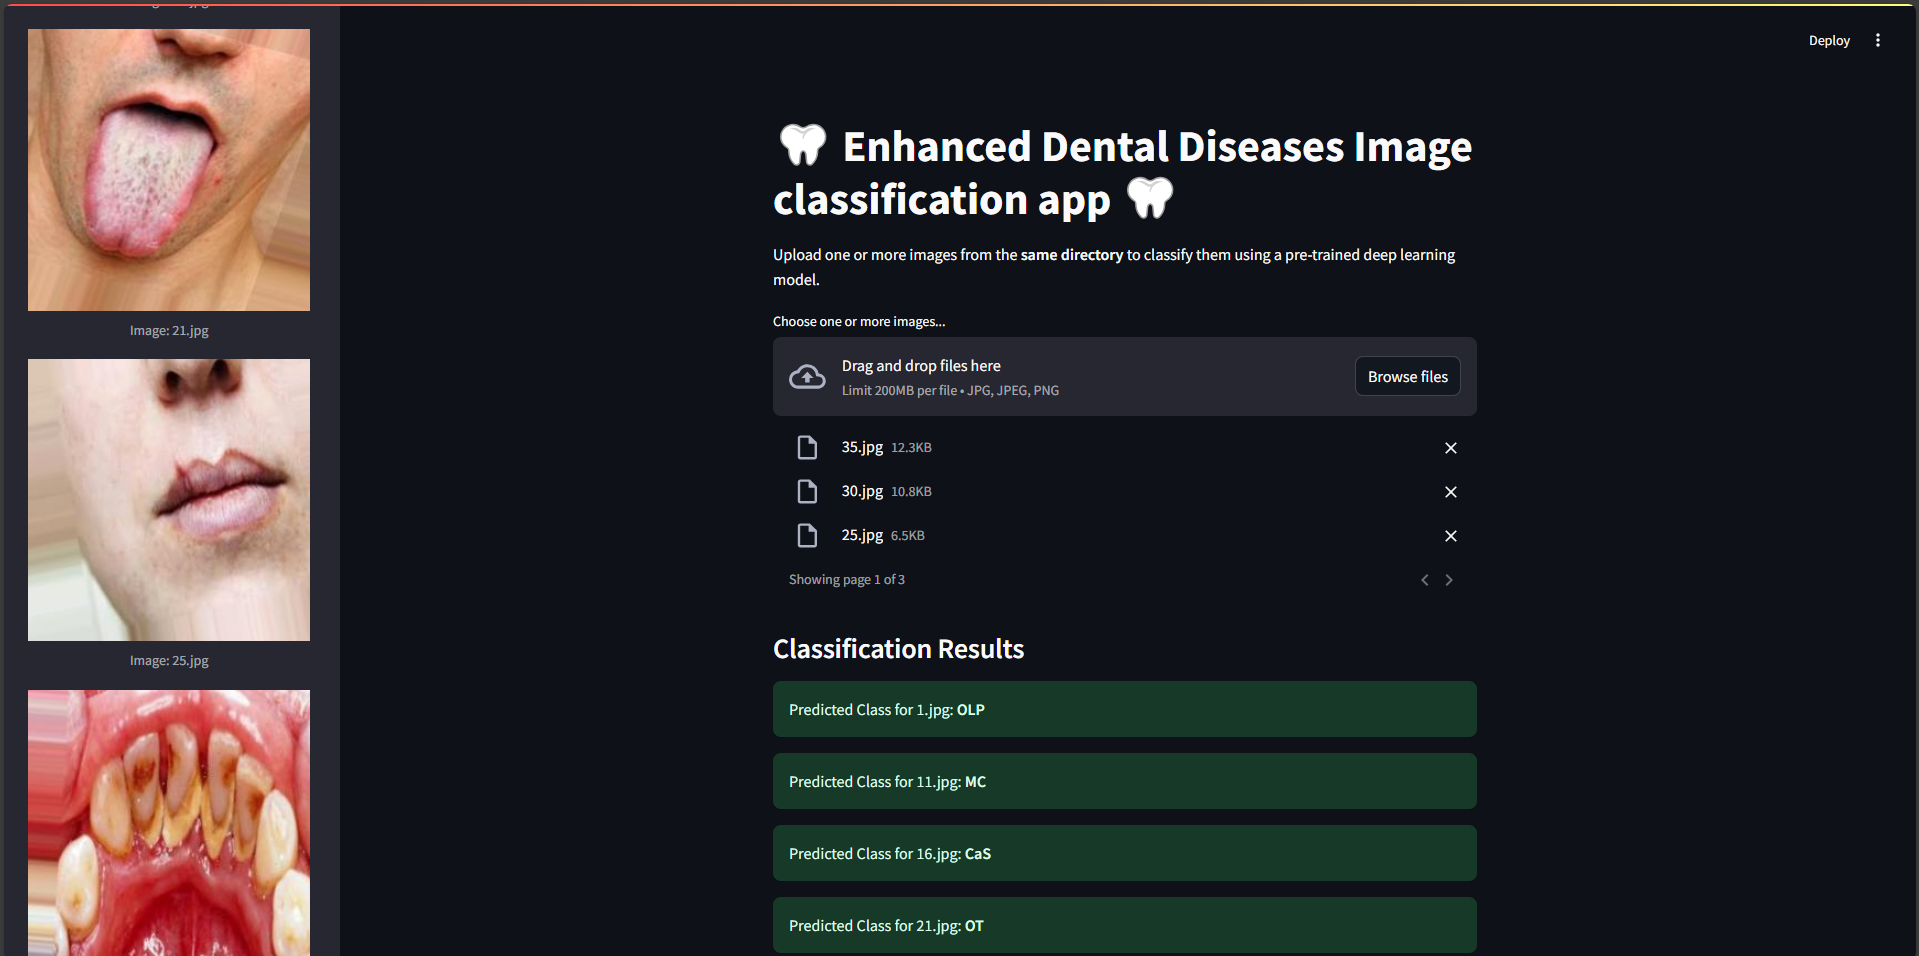 Image: 21.jpg
Image: 25.jpg
Deploy
Enhanced Dental Diseases Image
classification app
Upload one or more images from the same directory to classify them using a pre-trained deep learning
model.
Choose one or more images...
Drag and drop files here
Limit 200MB per file • JPG, JPEG, PNG
Browse files
35.jpg 12.3KB
30.jpg 10.8KB
25.jpg 6.5KB
Showing page 1 of 3
Classification Results
Predicted Class for 1.jpg: OLP
Predicted Class for 11.jpg: MC
Predicted Class for 16.jpg: CaS
Predicted Class for 21.jpg: OT